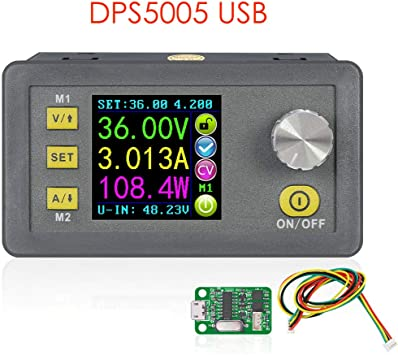 DPS5005 USB
M1
V/⬆
SET
A/⬇
M2
SET:36.00 4.200
36.00V
3.013A
108.4W
U-IN: 48.23V
CV
M1
ON/OFF